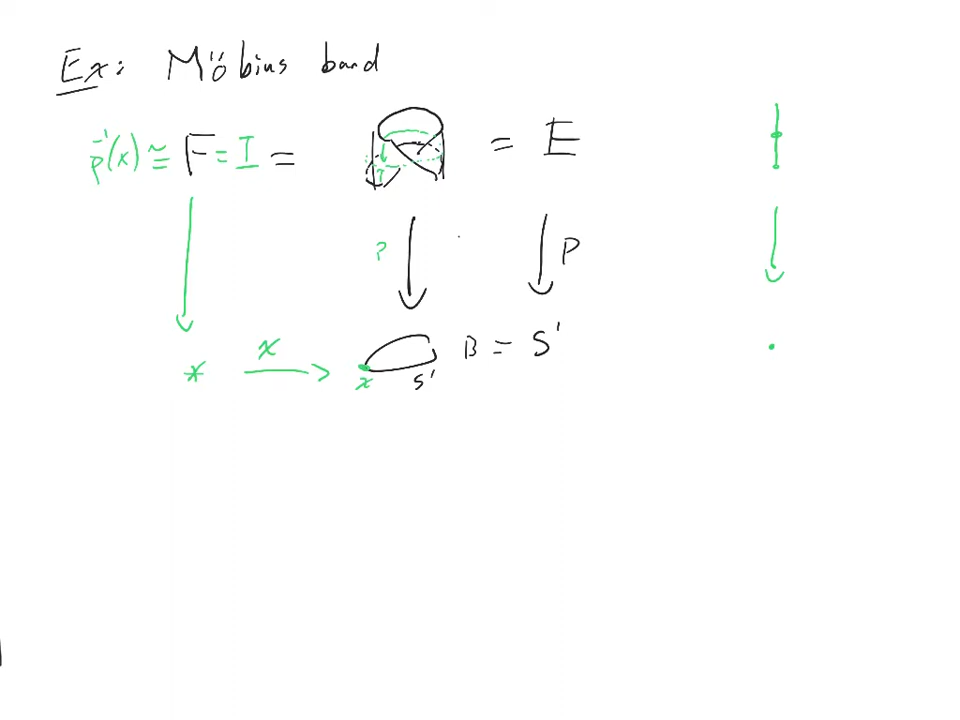 Ex: Möbius band
p⁻¹(x) ≅ F = I = = E
P P
x B = S¹
* x S¹